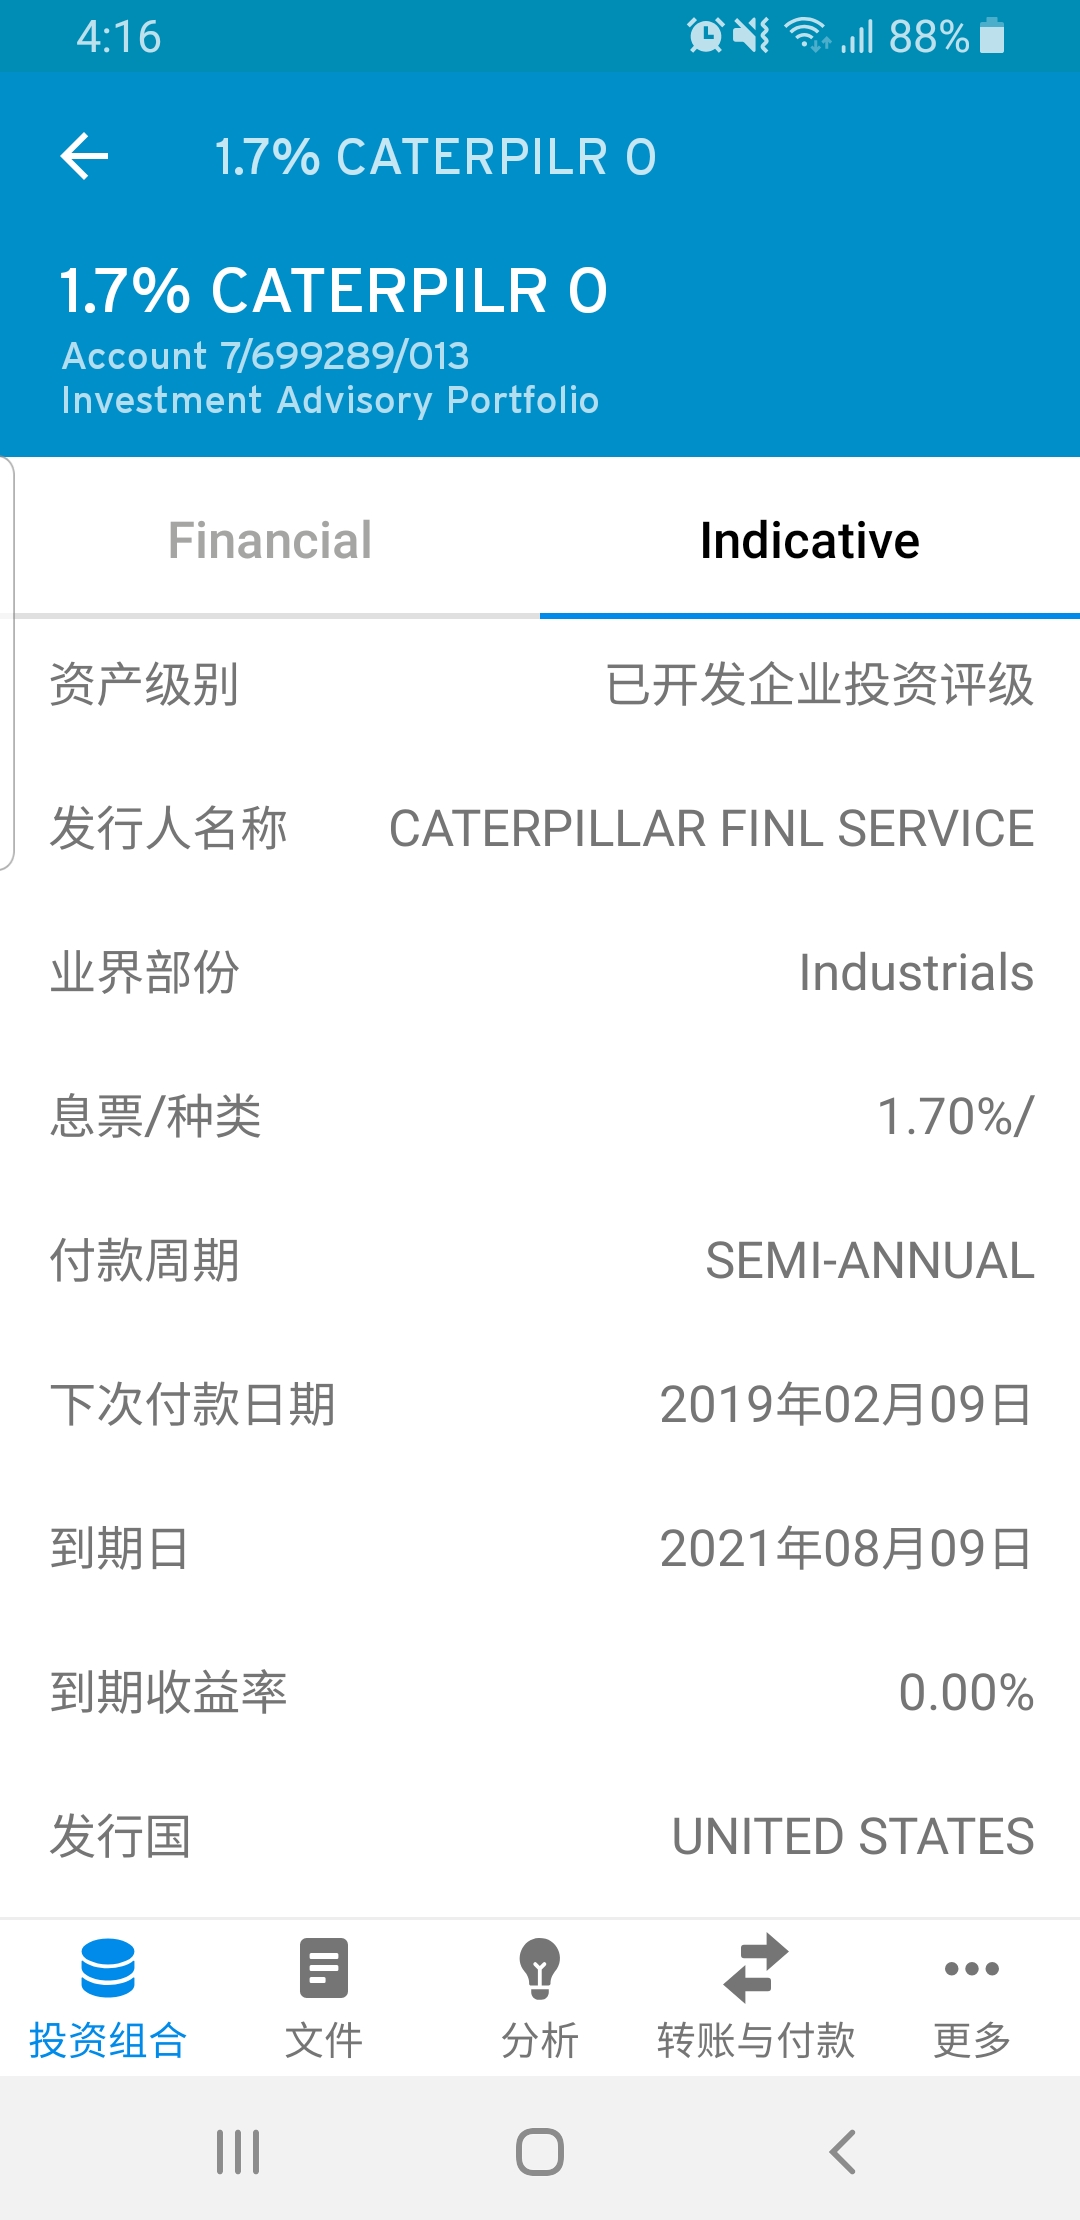 4:16 88%
1.7% CATERPILR 0
1.7% CATERPILR 0
Account 7/699289/013
Investment Advisory Portfolio
Financial Indicative
资产级别 已开发企业投资评级
发行人名称 CATERPILLAR FINL SERVICE
业界部份 Industrials
息票/种类 1.70%/
付款周期 SEMI-ANNUAL
下次付款日期 2019年02月09日
到期日 2021年08月09日
到期收益率 0.00%
发行国 UNITED STATES
投资组合 文件 分析 转账与付款 更多